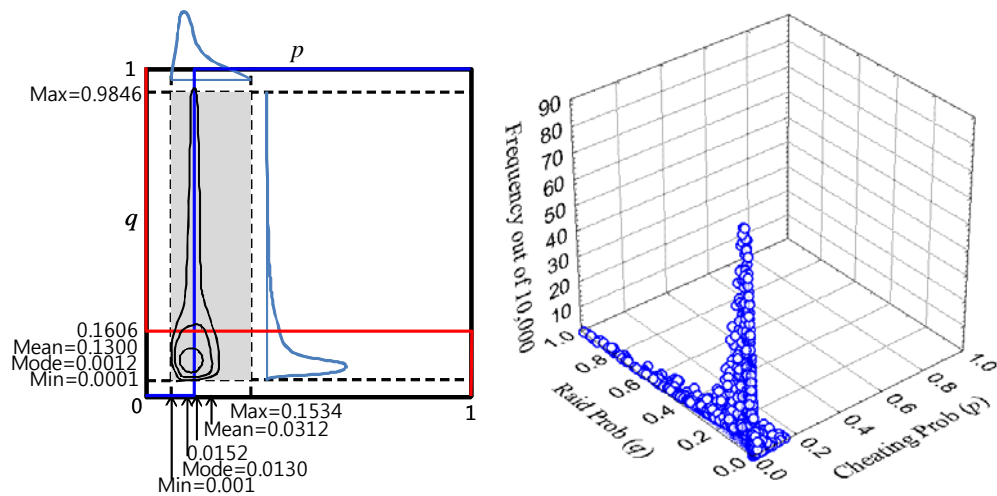 p
1
Max=0.9846
q
0.1606
Mean=0.1300
Mode=0.0012
Min=0.0001
0
1
Max=0.1534
Mean=0.0312
0.0152
Mode=0.0130
Min=0.001
Frequency out of 10,000
90
80
70
60
50
40
30
20
10
1.0
0.8
0.6
0.4
0.2
0.0
Raid Prob (q)
0.0
0.2
0.4
0.6
0.8
1.0
Cheating Prob (p)